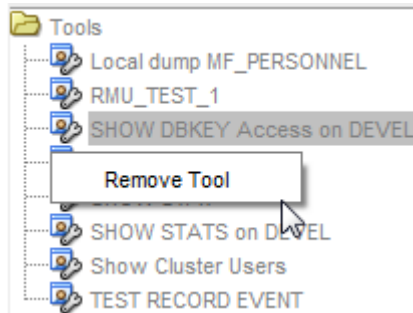 Tools
Local dump MF_PERSONNEL
RMU_TEST_1
SHOW DBKEY Access on DEVEL
Remove Tool
SHOW STATS on DEVEL
Show Cluster Users
TEST RECORD EVENT